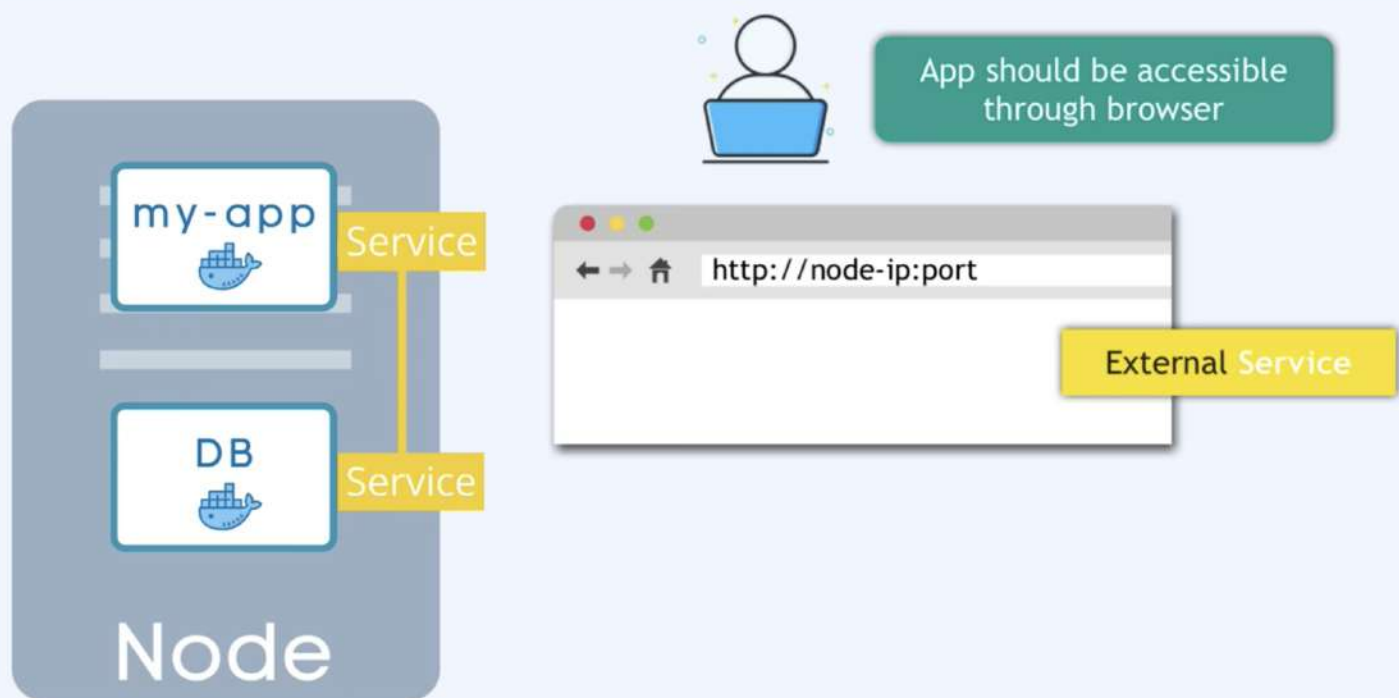 App should be accessible
through browser
my-app
Service
http://node-ip:port
External Service
DB
Service
Node